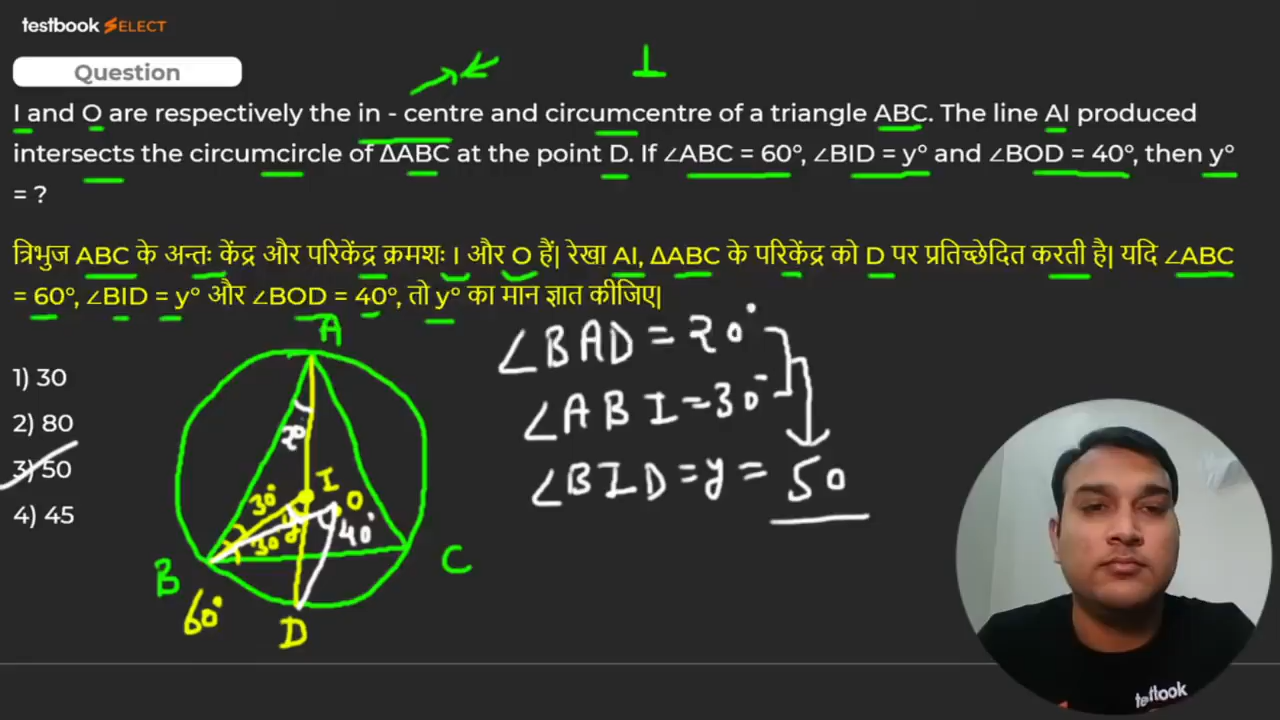 testbook SELECT
Question
I and O are respectively the in - centre and circumcentre of a triangle ABC. The line AI produced
intersects the circumcircle of ΔABC at the point D. If ∠ABC = 60°, ∠BID = y° and ∠BOD = 40°, then y°
= ?
त्रिभुज ABC के अन्तः केंद्र और परिकेंद्र क्रमशः I और O हैं| रेखा AI, ΔABC के परिकेंद्र को D पर प्रतिच्छेदित करती है| यदि ∠ABC
= 60°, ∠BID = y° और ∠BOD = 40°, तो y° का मान ज्ञात कीजिए|
1) 30
2) 80
3) 50
4) 45
A
20
I
30°
O
30
y
40°
B
C
60°
D
∠BAD = 20°
∠ABI = 30°
∠BID = y = 50
testbook